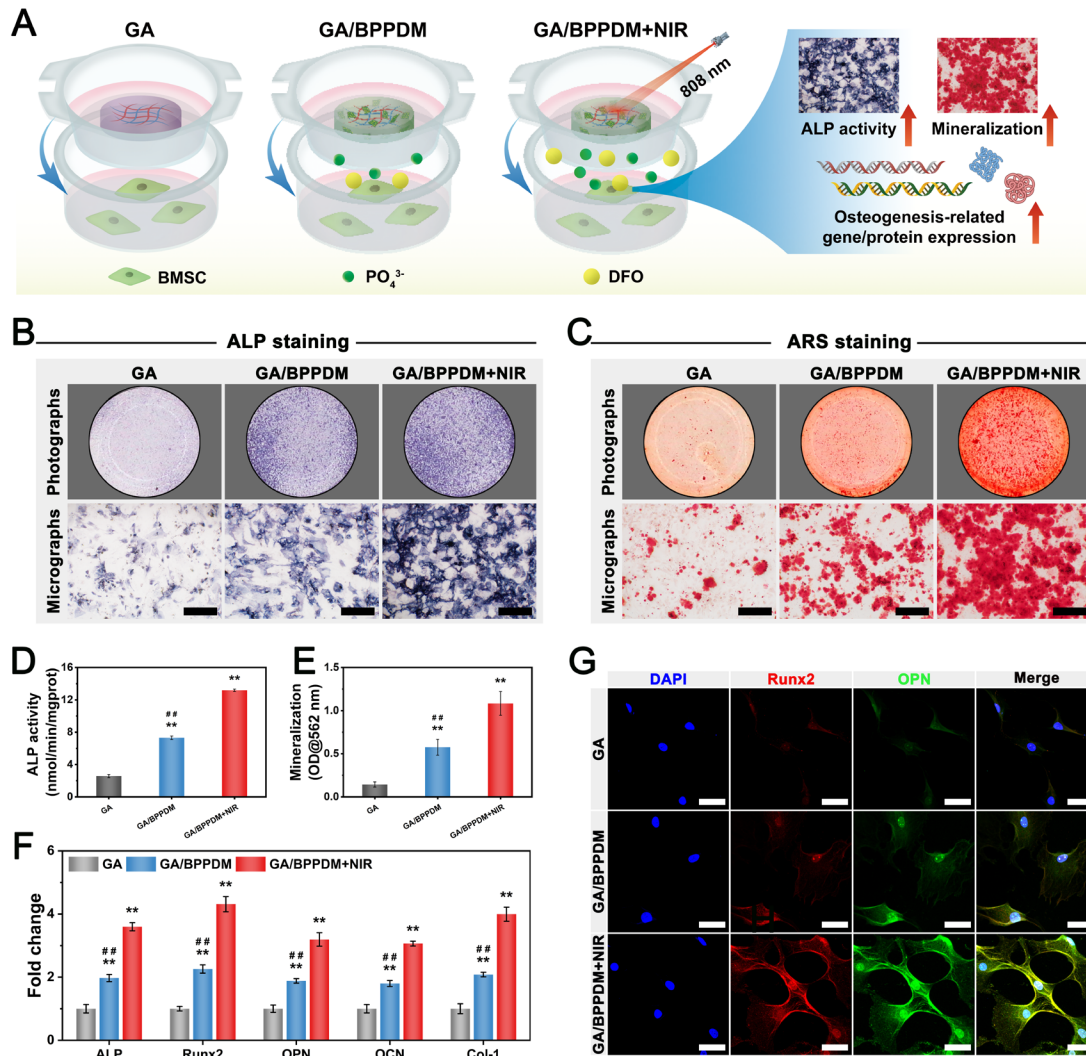 A
GA
GA/BPPDM
GA/BPPDM+NIR
808 nm
ALP activity
Mineralization
Osteogenesis-related
gene/protein expression
BMSC
PO₄³⁻
DFO
B
ALP staining
GA
GA/BPPDM
GA/BPPDM+NIR
Photographs
Micrographs
C
ARS staining
GA
GA/BPPDM
GA/BPPDM+NIR
Photographs
Micrographs
D
ALP activity
(nmol/min/mgprot)
16
12
8
4
0
##
**
**
GA
GA/BPPDM
GA/BPPDM+NIR
E
Mineralization
(OD@562 nm)
1.5
1.0
0.5
0.0
##
**
**
GA
GA/BPPDM
GA/BPPDM+NIR
F
GA
GA/BPPDM
GA/BPPDM+NIR
Fold change
6
4
2
0
##
**
**
##
**
**
##
**
**
##
**
**
##
**
**
ALP
Runx2
OPN
OCN
Col-1
G
DAPI
Runx2
OPN
Merge
GA
GA/BPPDM
GA/BPPDM+NIR